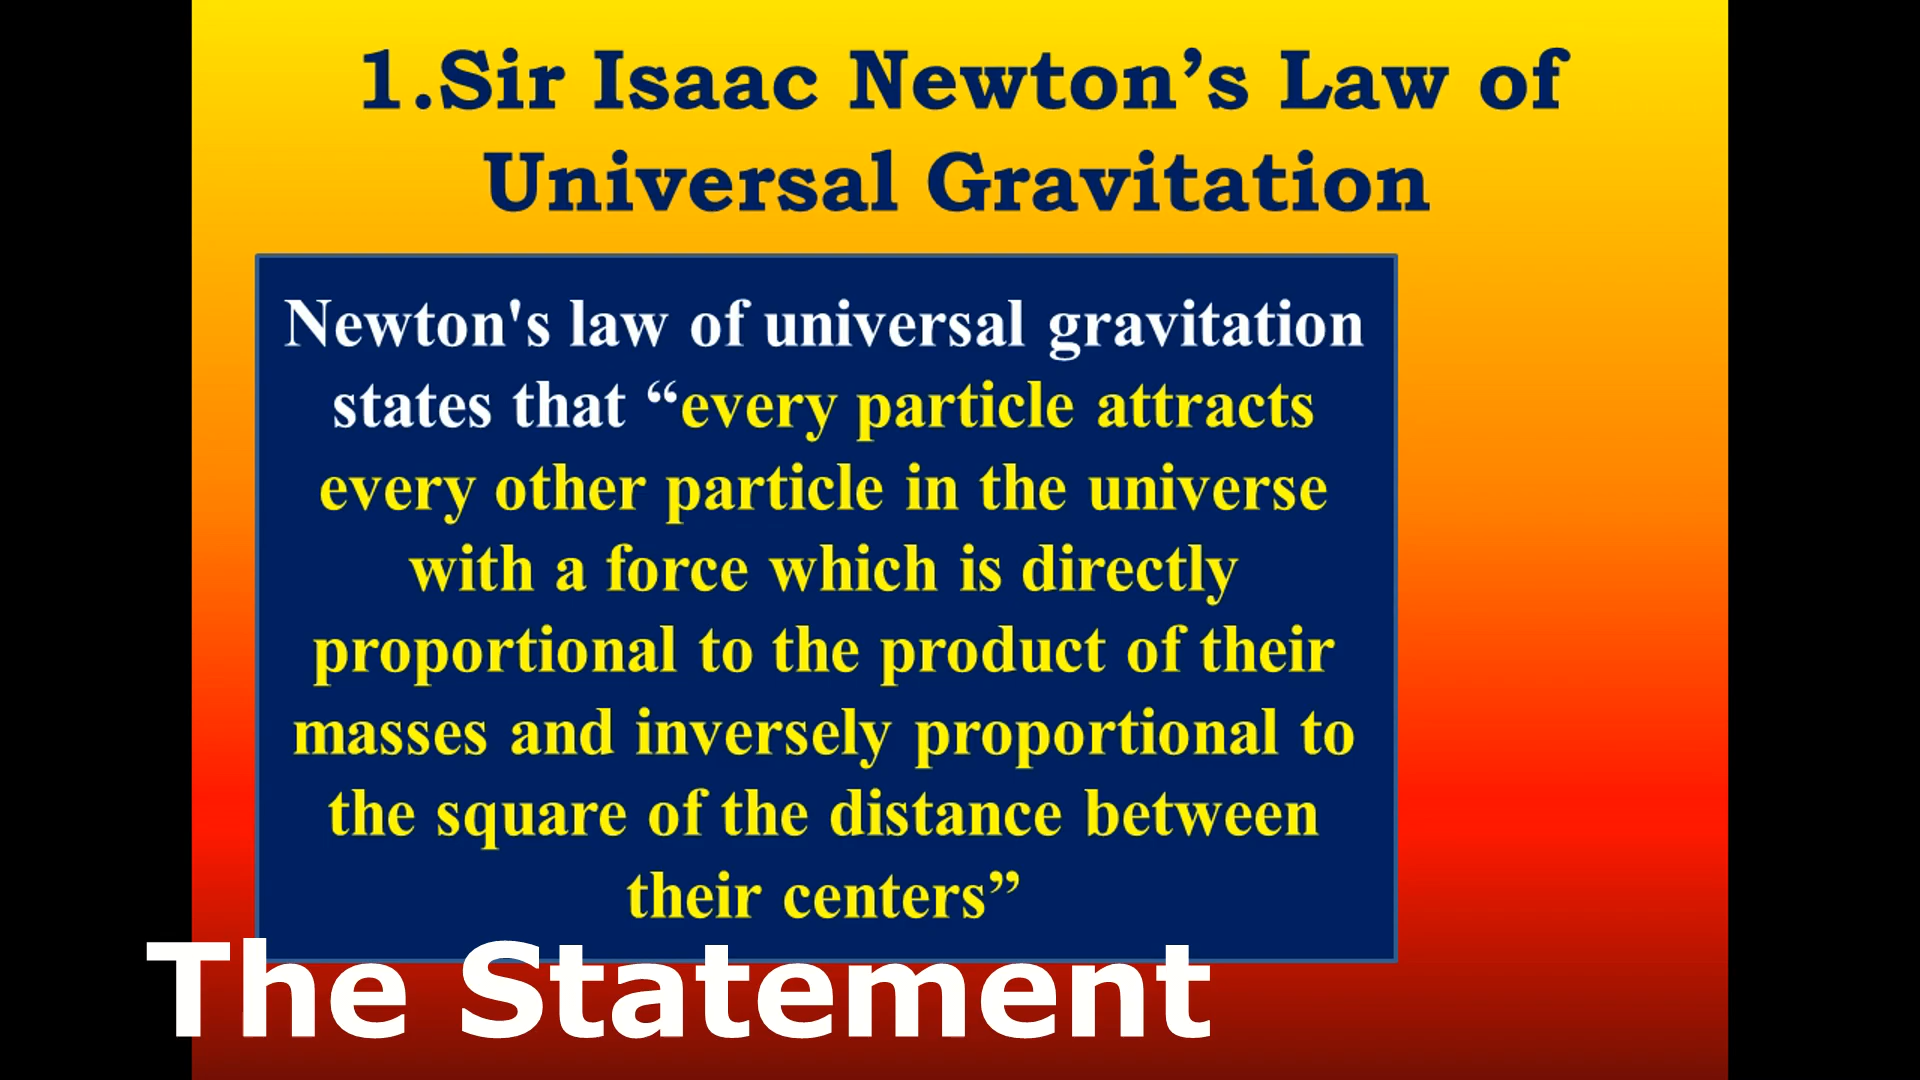 1.Sir Isaac Newton’s Law of
Universal Gravitation
Newton's law of universal gravitation
states that “every particle attracts
every other particle in the universe
with a force which is directly
proportional to the product of their
masses and inversely proportional to
the square of the distance between
their centers”
The Statement